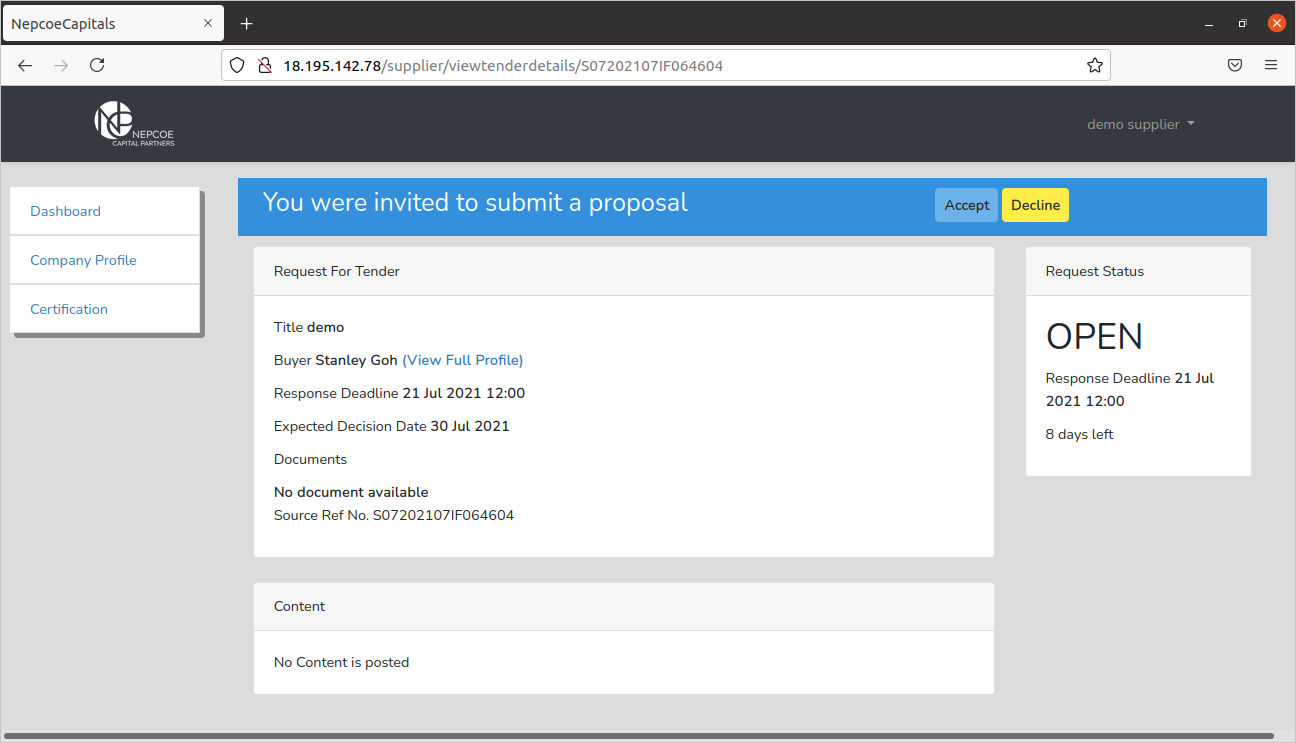 NepcoeCapitals
18.195.142.78/supplier/viewtenderdetails/S07202107IF064604
NCP NEPCOE
CAPITAL PARTNERS
demo supplier
Dashboard
Company Profile
Certification
You were invited to submit a proposal
Accept Decline
Request For Tender
Title demo
Buyer Stanley Goh (View Full Profile)
Response Deadline 21 Jul 2021 12:00
Expected Decision Date 30 Jul 2021
Documents
No document available
Source Ref No. S07202107IF064604
Request Status
OPEN
Response Deadline 21 Jul
2021 12:00
8 days left
Content
No Content is posted